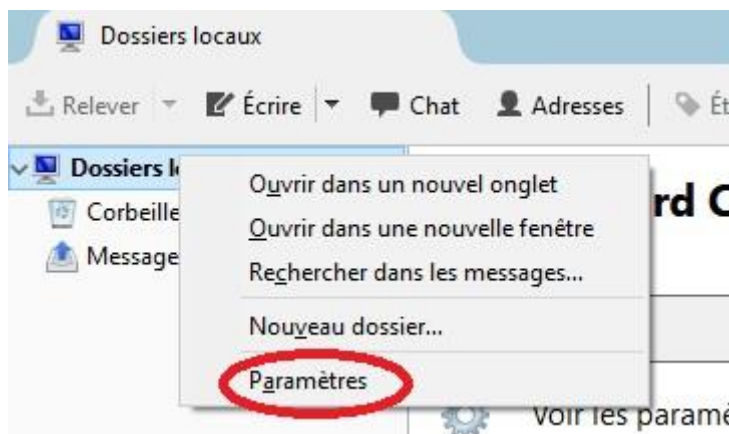 Dossiers locaux
Relever Écrire Chat Adresses
Dossiers
Corbeille
Message
Ouvrir dans un nouvel onglet
Ouvrir dans une nouvelle fenêtre
Rechercher dans les messages...
Nouveau dossier...
Paramètres
rd
Voir les paramè